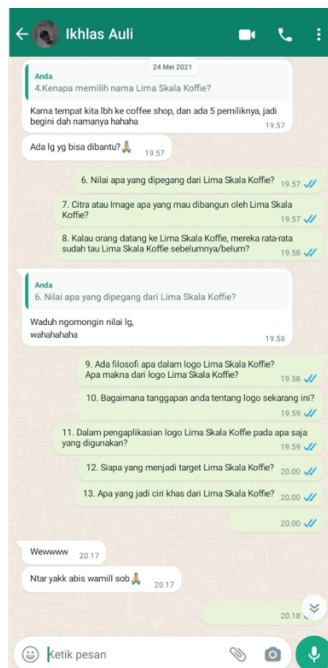 Ikhlas Auli
24 Mei 2021
Anda
4.Kenapa memilih nama Lima Skala Koffie?
Karna tempat kita lbh ke coffee shop, dan ada 5 pemiliknya, jadi
begini dah namanya hahaha
19.57
Ada lg yg bisa dibantu?🙏🏽 19.57
6. Nilai apa yang dipegang dari Lima Skala Koffie? 19.57
7. Citra atau Image apa yang mau dibangun oleh Lima Skala
Koffie? 19.57
8. Kalau orang datang ke Lima Skala Koffie, mereka rata-rata
sudah tau Lima Skala Koffie sebelumnya/belum? 19.58
Anda
6. Nilai apa yang dipegang dari Lima Skala Koffie?
Waduh ngomongin nilai lg,
wahahahaha
19.58
9. Ada filosofi apa dalam logo Lima Skala Koffie?
Apa makna dari logo Lima Skala Koffie? 19.58
10. Bagaimana tanggapan anda tentang logo sekarang ini?
19.59
11. Dalam pengaplikasian logo Lima Skala Koffie pada apa saja
yang digunakan? 19.59
12. Siapa yang menjadi target Lima Skala Koffie? 20.00
13. Apa yang jadi ciri khas dari Lima Skala Koffie? 20.00
20.00
Wewwww 20.17
Ntar yakk abis wamill sob🙏🏽 20.17
20.18
Ketik pesan